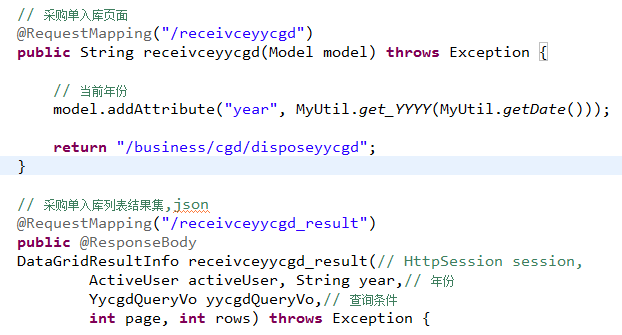 // 采购单入库页面
@RequestMapping("/receivceyycgd")
public String receivceyycgd(Model model) throws Exception {
// 当前年份
model.addAttribute("year", MyUtil.get_YYYY(MyUtil.getDate()));
return "/business/cgd/disposeyycgd";
}
// 采购单入库列表结果集,json
@RequestMapping("/receivceyycgd_result")
public @ResponseBody
DataGridResultInfo receivceyycgd_result(// HttpSession session,
ActiveUser activeUser, String year,// 年份
YycgdQueryVo yycgdQueryVo,// 查询条件
int page, int rows) throws Exception {